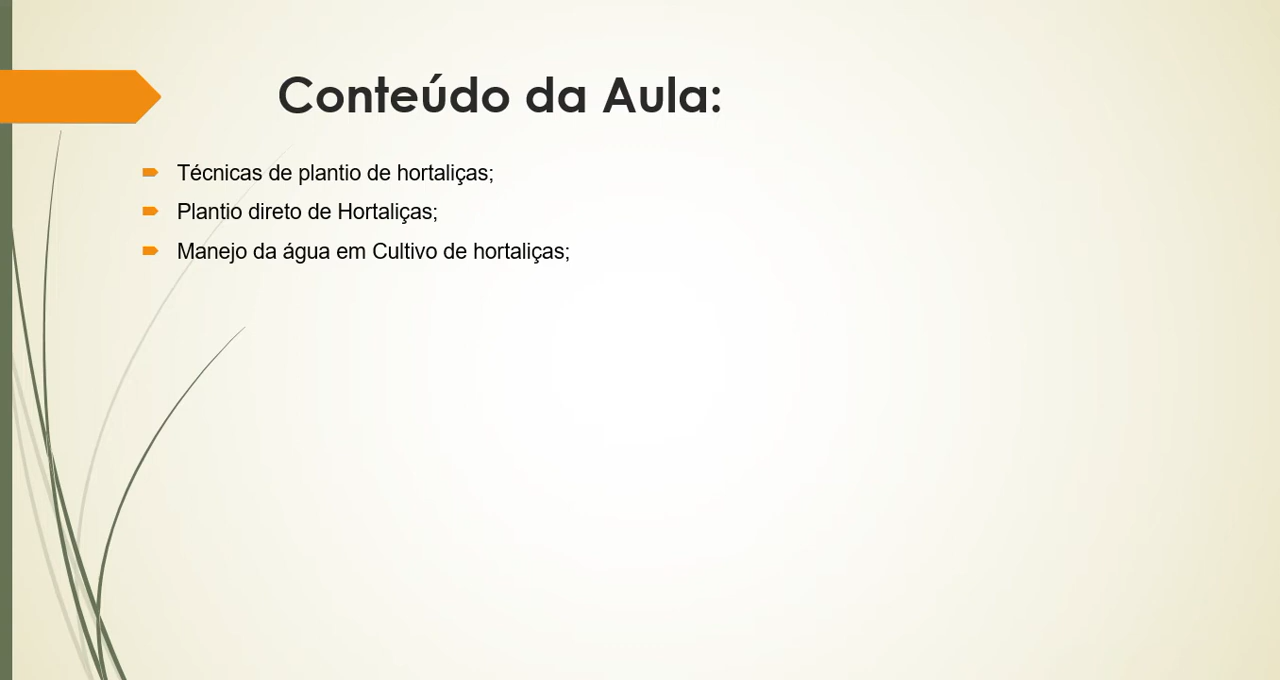 Conteúdo da Aula:
Técnicas de plantio de hortaliças;
Plantio direto de Hortaliças;
Manejo da água em Cultivo de hortaliças;